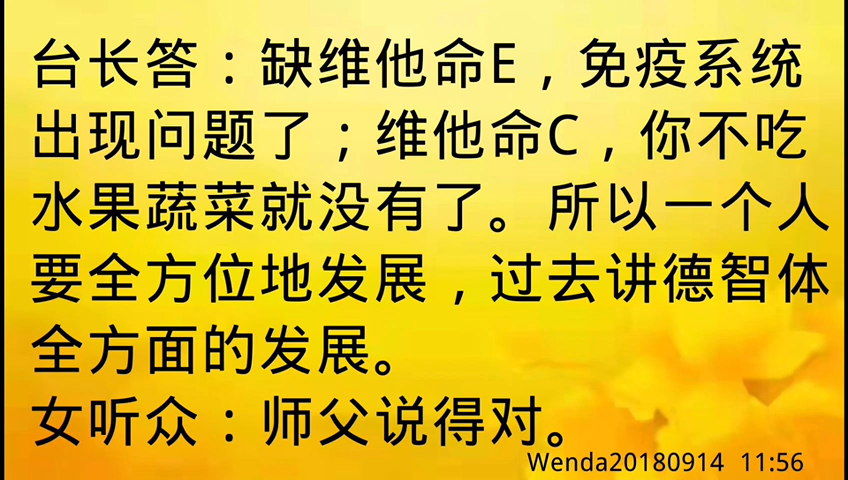 台长答：缺维他命E，免疫系统
出现问题了；维他命C，你不吃
水果蔬菜就没有了。所以一个人
要全方位地发展，过去讲德智体
全方面的发展。
女听众：师父说得对。
Wenda20180914 11:56